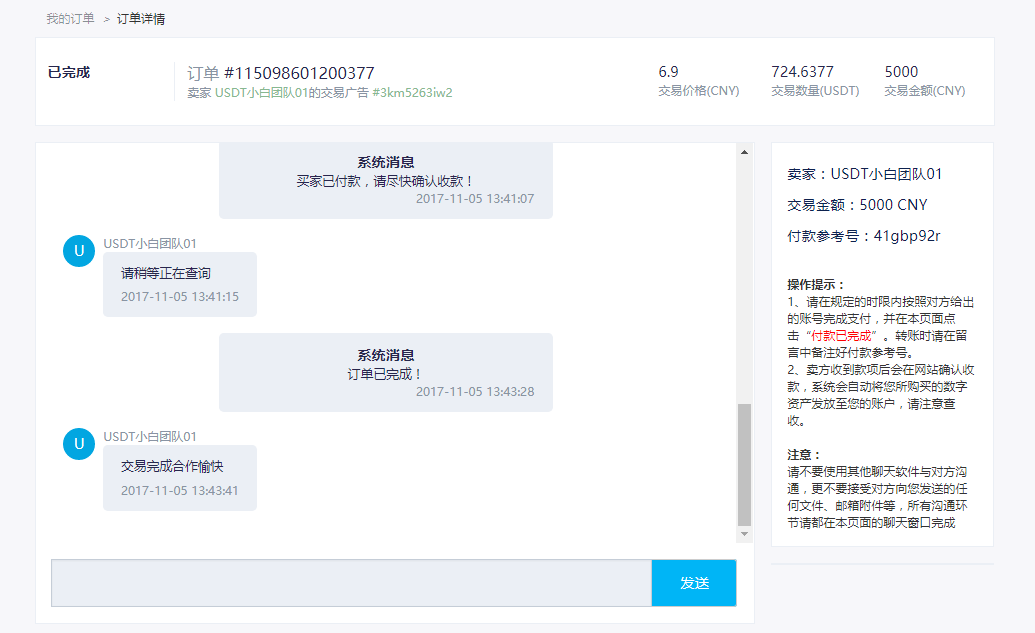 我的订单 > 订单详情
已完成
订单 #115098601200377
卖家 USDT小白团队01的交易广告 #3km5263iw2
6.9
交易价格(CNY)
724.6377
交易数量(USDT)
5000
交易金额(CNY)
系统消息
买家已付款，请尽快确认收款！
2017-11-05 13:41:07
U
USDT小白团队01
请稍等正在查询
2017-11-05 13:41:15
系统消息
订单已完成！
2017-11-05 13:43:28
U
USDT小白团队01
交易完成合作愉快
2017-11-05 13:43:41
发送
卖家：USDT小白团队01
交易金额：5000 CNY
付款参考号：41gbp92r
操作提示：
1、请在规定的时限内按照对方给出
的账号完成支付，并在本页面点
击“付款已完成”。转账时请在留
言中备注好付款参考号。
2、卖方收到款项后会在网站确认收
款，系统会自动将您所购买的数字
资产发放至您的账户，请注意查
收。
注意：
请不要使用其他聊天软件与对方沟
通，更不要接受对方向您发送的任
何文件、邮箱附件等，所有沟通环
节请都在本页面的聊天窗口完成